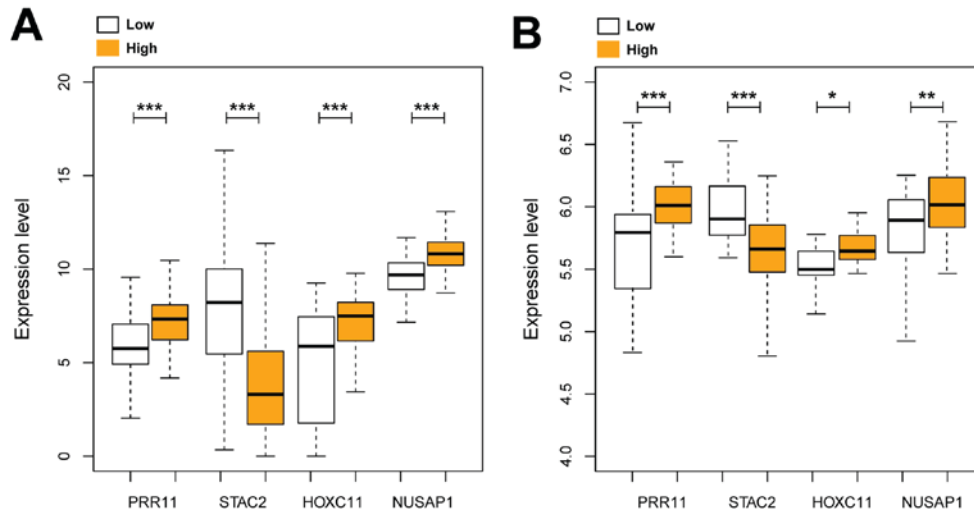 A
Low
High
Expression level
20
15
10
5
0
***
***
***
***
PRR11
STAC2
HOXC11
NUSAP1
B
Low
High
Expression level
7.0
6.5
6.0
5.5
5.0
4.5
4.0
***
***
*
**
PRR11
STAC2
HOXC11
NUSAP1